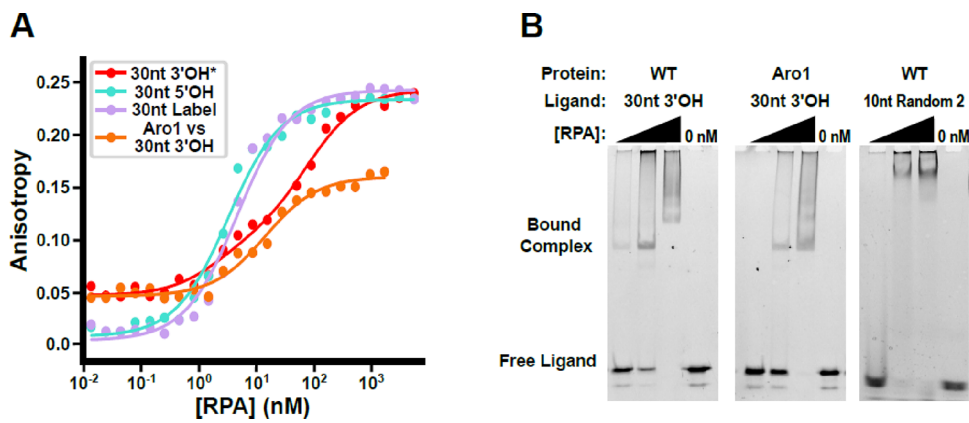 A
Anisotropy
0.25
0.20
0.15
0.10
0.05
0.0
30nt 3'OH*
30nt 5'OH
30nt Label
Aro1 vs
30nt 3'OH
10-2
10-1
100
101
102
103
[RPA] (nM)
B
Protein: WT Aro1 WT
Ligand: 30nt 3'OH 30nt 3'OH 10nt Random 2
[RPA]: 0 nM 0 nM 0 nM
Bound
Complex
Free Ligand